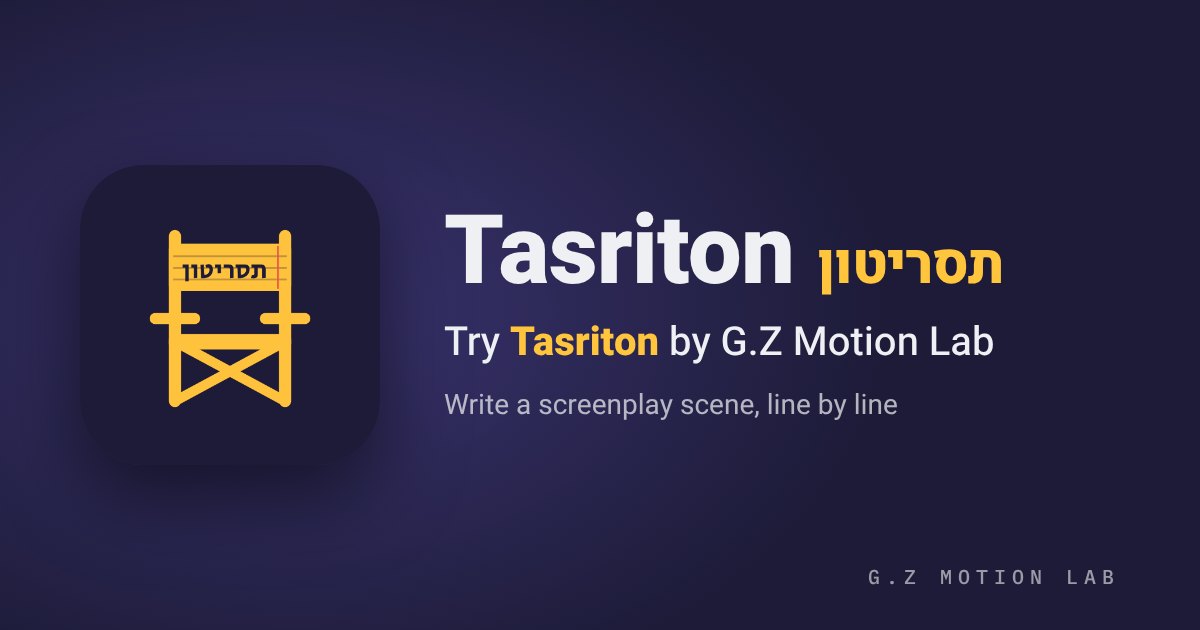 תסריטון
Tasriton תסריטון
Try Tasriton by G.Z Motion Lab
Write a screenplay scene, line by line
G.Z MOTION LAB